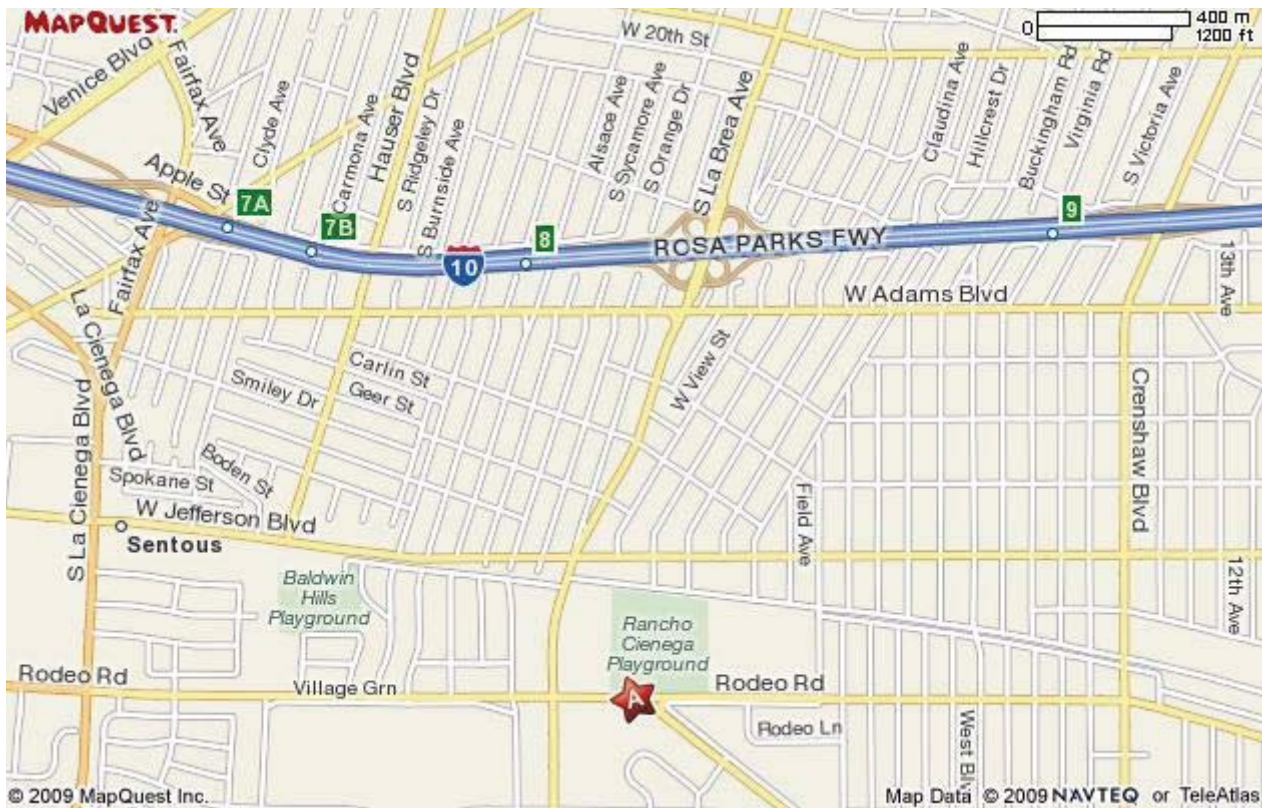 MAPQUEST.
0
400 m
1200 ft
Venice Blvd
Fairfax Ave
Clyde Ave
Carmona Ave
Hauser Blvd
S Ridgeley Dr
S Burnside Ave
W 20th St
Alsace Ave
S Sycamore Ave
S Orange Dr
S La Brea Ave
Claudina Ave
Hillcrest Dr
Buckingham Rd
Virginia Rd
S Victoria Ave
Apple St
7A
7B
8
9
10
ROSA PARKS FWY
Fairfax Ave
W Adams Blvd
13th Ave
La Cienega Blvd
S La Cienega Blvd
Carlin St
Smiley Dr
Geer St
W View St
Crenshaw Blvd
Boden St
Spokane St
W Jefferson Blvd
Sentous
Field Ave
12th Ave
Baldwin
Hills
Playground
Rancho
Cienega
Playground
Rodeo Rd
Village Grn
A
Rodeo Rd
Rodeo Ln
West Blv
© 2009 MapQuest Inc.
Map Data © 2009 NAVTEQ or TeleAtlas